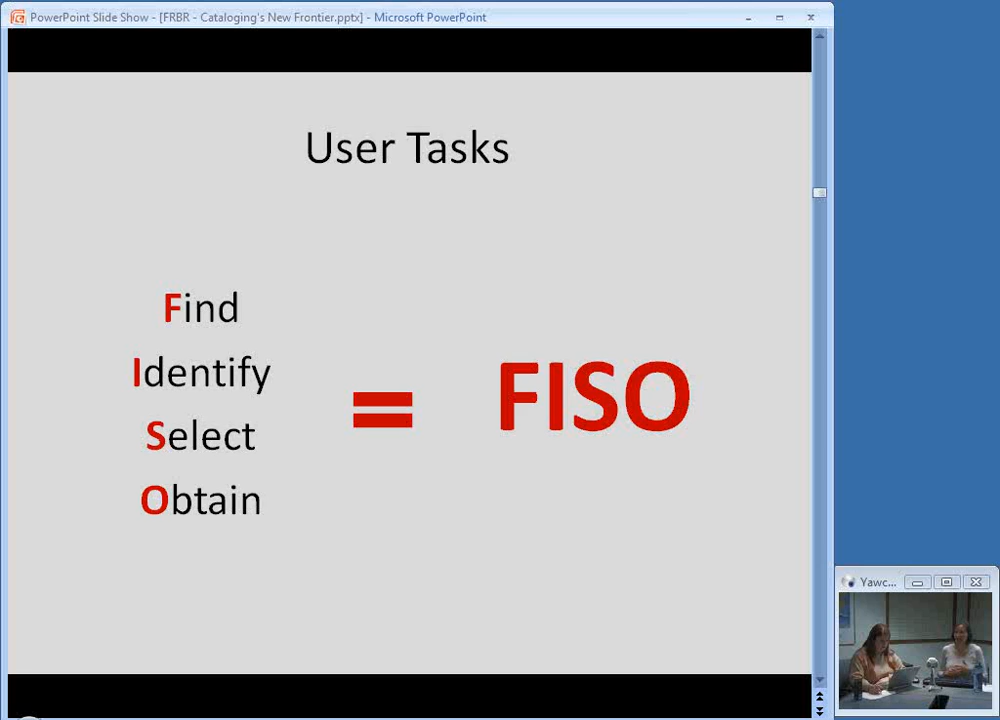 PowerPoint Slide Show - [FRBR - Cataloging's New Frontier.pptx] - Microsoft PowerPoint
User Tasks
Find
Identify
Select
Obtain
= FISO
Yawc...